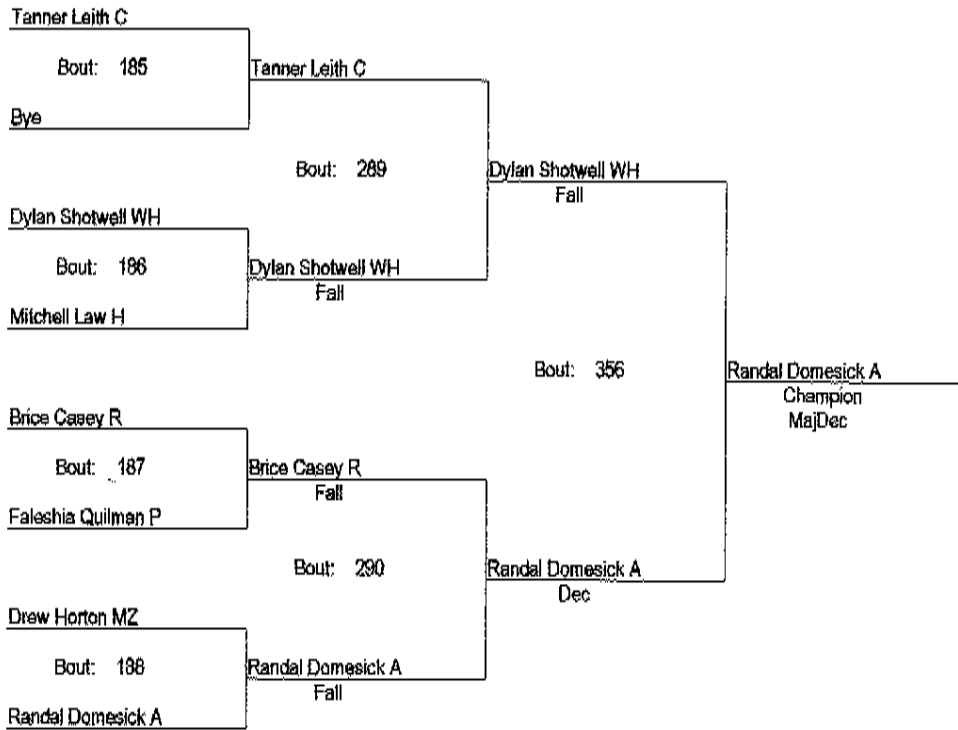 Tanner Leith C
Bout: 185
Tanner Leith C
Bye
Bout: 289
Dylan Shotwell WH
Fall
Dylan Shotwell WH
Bout: 186
Dylan Shotwell WH
Fall
Mitchell Law H
Bout: 356
Randal Domesick A
Champion
MajDec
Brice Casey R
Bout: 187
Brice Casey R
Fall
Faleshia Quilman P
Bout: 290
Randal Domesick A
Dec
Drew Horton MZ
Bout: 188
Randal Domesick A
Fall
Randal Domesick A